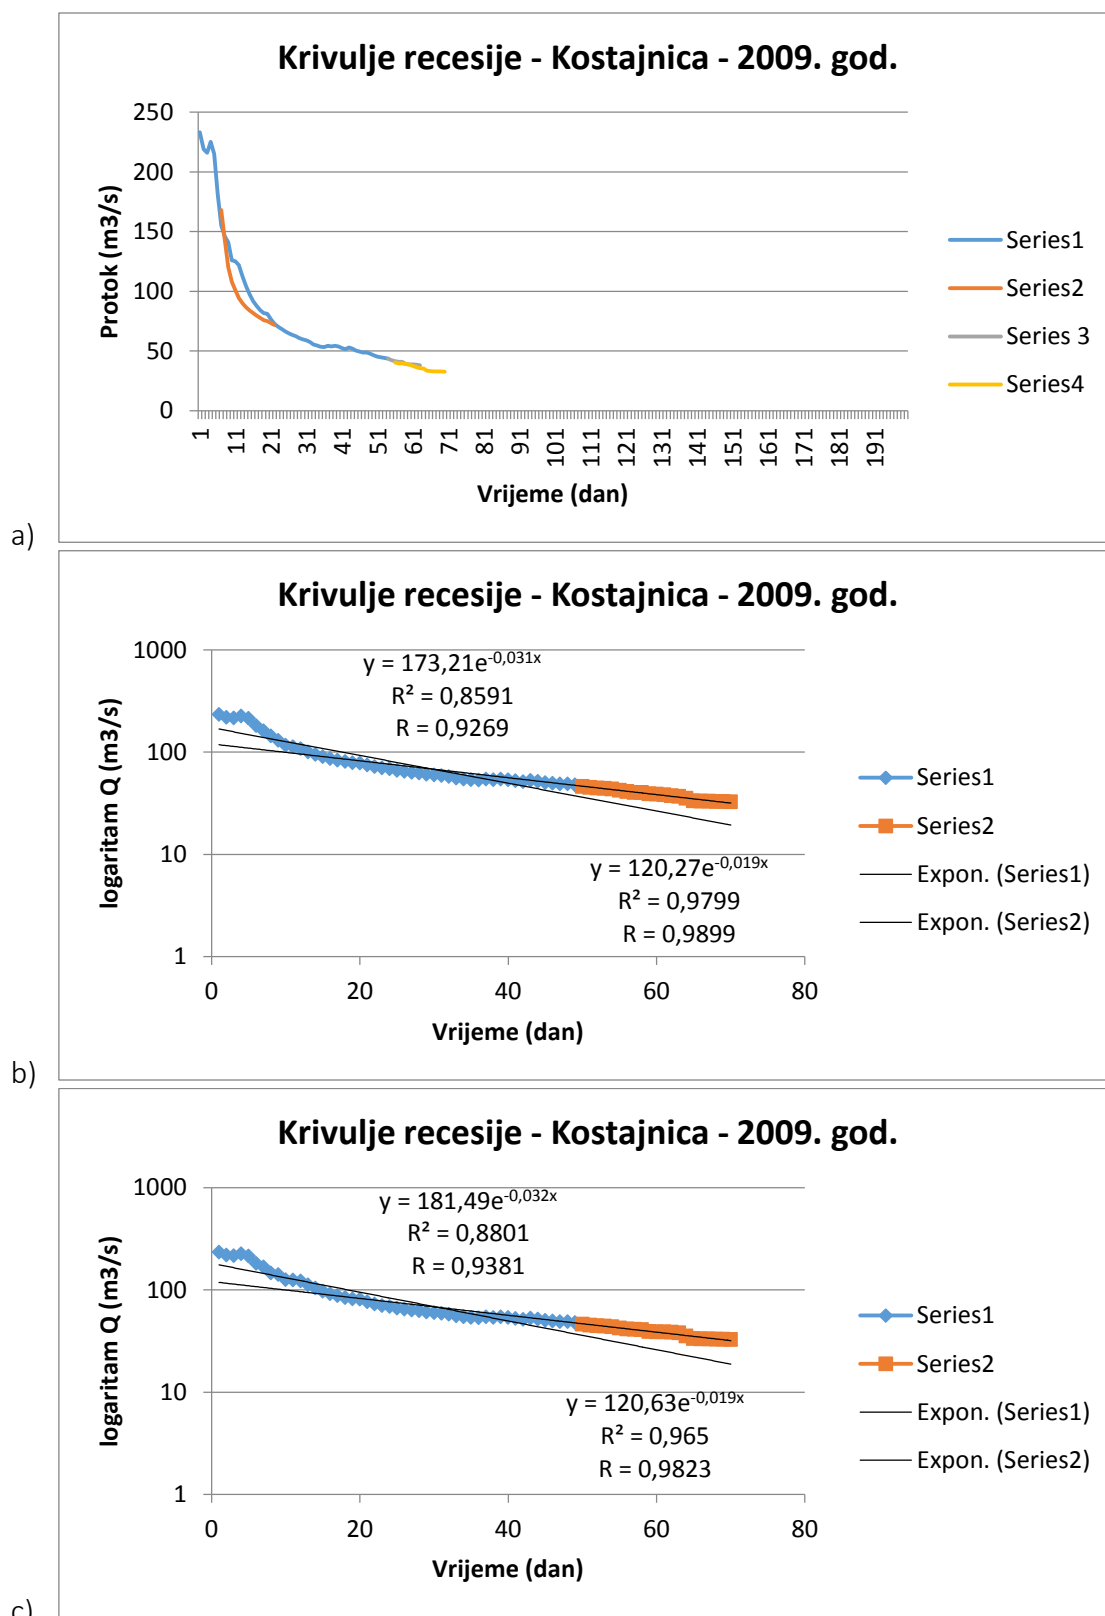 Krivulje recesije - Kostajnica - 2009. god.
250
200
150
100
50
0
Protok (m3/s)
1
11
21
31
41
51
61
71
81
91
101
111
121
131
141
151
161
171
181
191
Vrijeme (dan)
Series1
Series2
Series 3
Series4
a)
Krivulje recesije - Kostajnica - 2009. god.
y = 173,21e^-0,031x
R² = 0,8591
R = 0,9269
y = 120,27e^-0,019x
R² = 0,9799
R = 0,9899
1000
100
10
1
logaritam Q (m3/s)
0
20
40
60
80
Vrijeme (dan)
Series1
Series2
Expon. (Series1)
Expon. (Series2)
b)
Krivulje recesije - Kostajnica - 2009. god.
y = 181,49e^-0,032x
R² = 0,8801
R = 0,9381
y = 120,63e^-0,019x
R² = 0,965
R = 0,9823
1000
100
10
1
logaritam Q (m3/s)
0
20
40
60
80
Vrijeme (dan)
Series1
Series2
Expon. (Series1)
Expon. (Series2)
c)